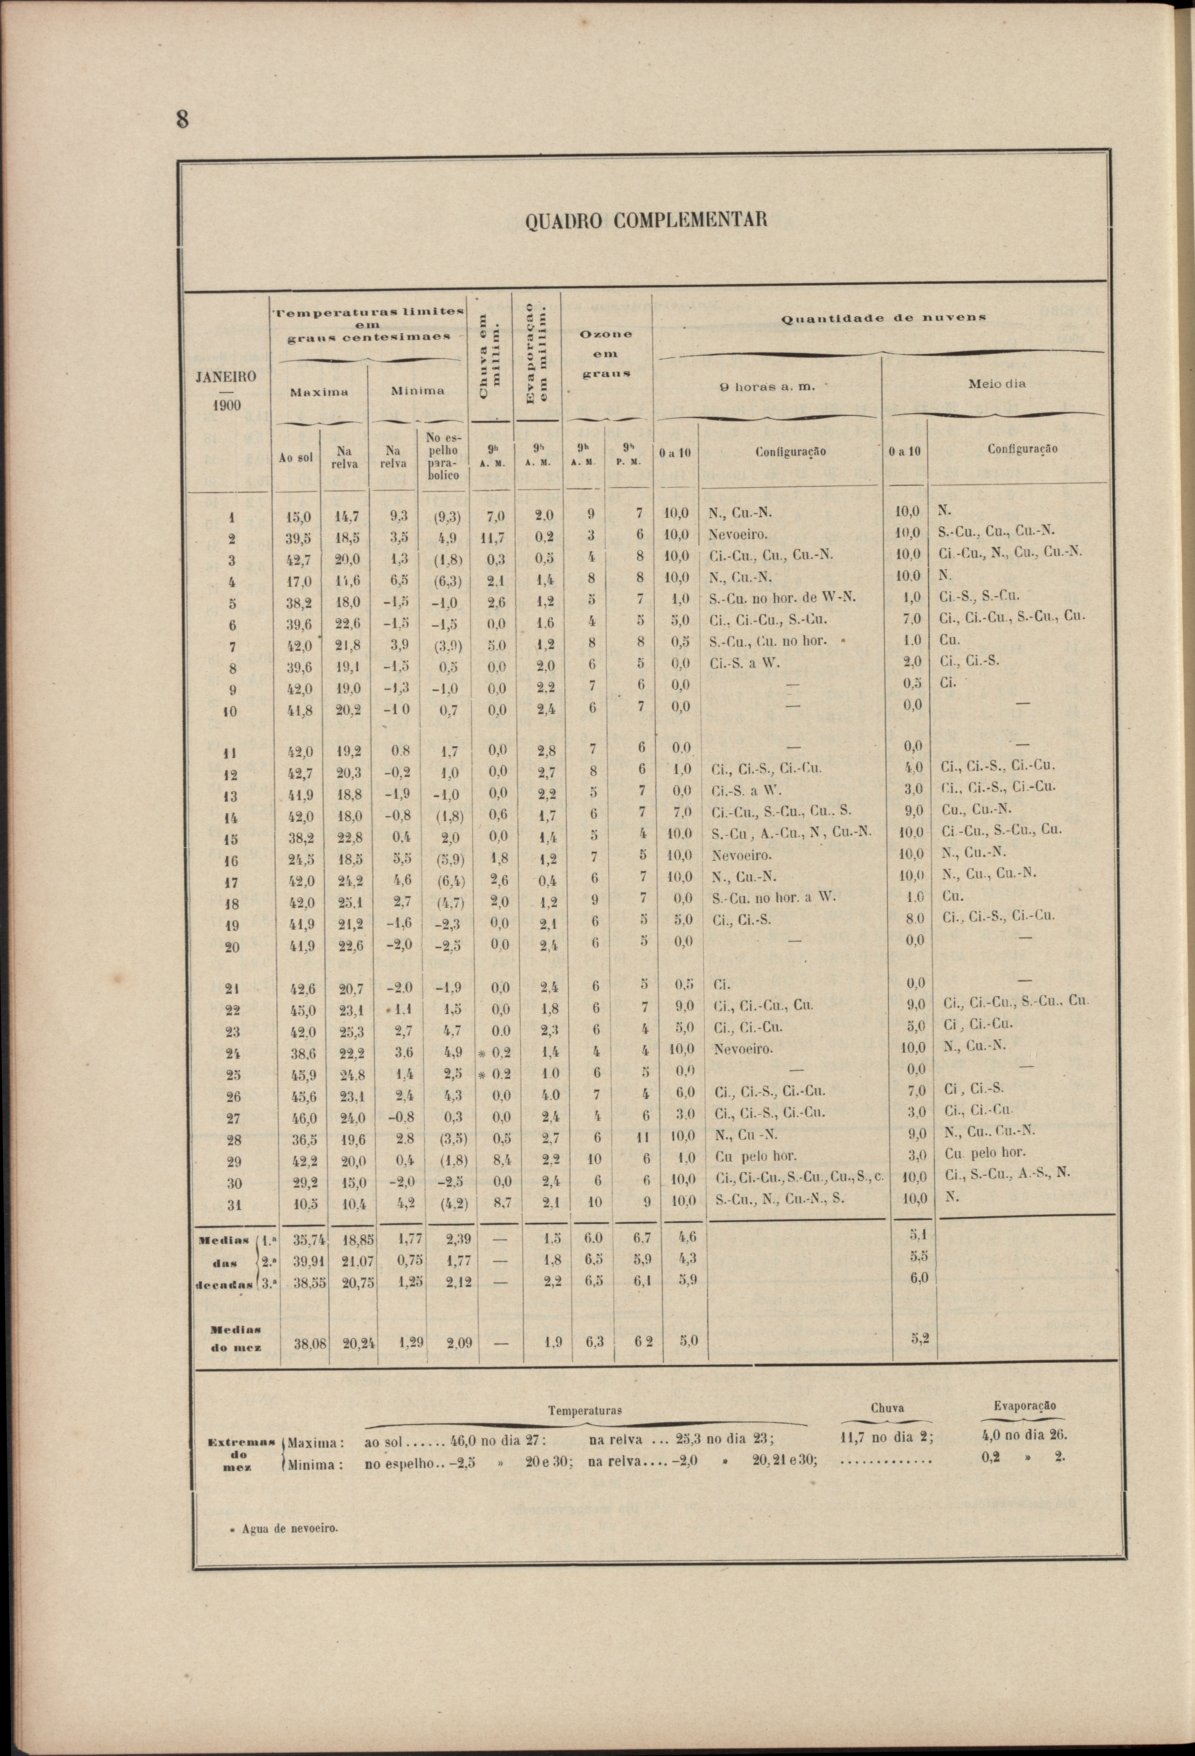 8
QUADRO COMPLEMENTAR
JANEIRO — 1900
Temperaturas limites em graus centesimaes
Chuva em millim.
Evaporação em millim.
Ozone em graus
Quantidade de nuvens
Maxima Minima
9 horas a. m. Meio dia
Ao sol Na relva Na relva No espelho parabolico 9h A. M. 9h A. M. 9h A. M. 9h P. M. 0 a 10 Configuração 0 a 10 Configuração
1 15,0 14,7 9,3 (9,3) 7,0 2,0 9 7 10,0 N., Cu.-N. 10,0 N.
2 39,5 18,5 3,5 4,9 11,7 0,2 3 6 10,0 Nevoeiro. 10,0 S.-Cu., Cu., Cu.-N.
3 42,7 20,0 1,3 (1,8) 0,3 0,5 4 8 10,0 Ci.-Cu., Cu., Cu.-N. 10,0 Ci.-Cu., N., Cu., Cu.-N.
4 17,0 14,6 6,5 (6,3) 2,1 1,4 8 8 10,0 N., Cu.-N. 10,0 N.
5 38,2 18,0 -1,5 -1,0 2,6 1,2 5 7 1,0 S.-Cu. no hor. de W-N. 1,0 Ci.-S., S.-Cu.
6 39,6 22,6 -1,5 -1,5 0,0 1,6 4 5 5,0 Ci., Ci.-Cu., S.-Cu. 7,0 Ci., Ci.-Cu., S.-Cu., Cu.
7 42,0 21,8 3,9 (3,9) 5,0 1,2 8 8 0,5 S.-Cu., Cu. no hor. 1,0 Cu.
8 39,6 19,1 -1,5 0,5 0,0 2,0 6 5 0,0 Ci.-S. a W. 2,0 Ci., Ci.-S.
9 42,0 19,0 -1,3 -1,0 0,0 2,2 7 6 0,0 — 0,5 Ci.
10 41,8 20,2 -1 0 0,7 0,0 2,4 6 7 0,0 — 0,0 —
11 42,0 19,2 0,8 1,7 0,0 2,8 7 6 0,0 — 0,0 —
12 42,7 20,3 -0,2 1,0 0,0 2,7 8 6 1,0 Ci., Ci.-S., Ci.-Cu. 4,0 Ci., Ci.-S., Ci.-Cu.
13 41,9 18,8 -1,9 -1,0 0,0 2,2 5 7 0,0 Ci.-S. a W. 3,0 Ci., Ci.-S., Ci.-Cu.
14 42,0 18,0 -0,8 (1,8) 0,6 1,7 6 7 7,0 Ci.-Cu., S.-Cu., Cu., S. 9,0 Cu., Cu.-N.
15 38,2 22,8 0,4 2,0 0,0 1,4 5 4 10,0 S.-Cu., A.-Cu., N., Cu.-N. 10,0 Ci.-Cu., S.-Cu., Cu.
16 24,5 18,5 5,5 (5,9) 1,8 1,2 7 5 10,0 Nevoeiro. 10,0 N., Cu.-N.
17 42,0 24,2 4,6 (6,4) 2,6 0,4 6 7 10,0 N., Cu.-N. 10,0 N., Cu., Cu.-N.
18 42,0 25,1 2,7 (4,7) 2,0 1,2 9 7 0,0 S.-Cu. no hor. a W. 1,0 Cu.
19 41,9 21,2 -1,6 -2,3 0,0 2,1 6 5 5,0 Ci., Ci.-S. 8,0 Ci., Ci.-S., Ci.-Cu.
20 41,9 22,6 -2,0 -2,5 0,0 2,4 6 5 0,0 — 0,0 —
21 42,6 20,7 -2,0 -1,9 0,0 2,4 6 5 0,5 Ci. 0,0 —
22 45,0 23,1 1,1 1,5 0,0 1,8 6 7 9,0 Ci., Ci.-Cu., Cu. 9,0 Ci., Ci.-Cu., S.-Cu., Cu.
23 42,0 25,3 2,7 4,7 0,0 2,3 6 4 5,0 Ci., Ci.-Cu. 5,0 Ci., Ci.-Cu.
24 38,6 22,2 3,6 4,9 * 0,2 1,4 4 4 10,0 Nevoeiro. 10,0 N., Cu.-N.
25 45,9 24,8 1,4 2,5 * 0,2 1,0 6 5 0,0 — 0,0 —
26 45,6 23,1 2,4 4,3 0,0 4,0 7 4 6,0 Ci., Ci.-S., Ci.-Cu. 7,0 Ci., Ci.-S.
27 46,0 24,0 -0,8 0,3 0,0 2,4 4 6 3,0 Ci., Ci.-S., Ci.-Cu. 3,0 Ci., Ci.-Cu.
28 36,5 19,6 2,8 (3,5) 0,5 2,7 6 11 10,0 N., Cu.-N. 9,0 N., Cu., Cu.-N.
29 42,2 20,0 0,4 (1,8) 8,4 2,2 10 6 1,0 Cu. pelo hor. 3,0 Cu. pelo hor.
30 29,2 15,0 -2,0 -2,5 0,0 2,4 6 6 10,0 Ci., Ci.-Cu., S.-Cu., Cu., S., c. 10,0 Ci., S.-Cu., A.-S., N.
31 10,5 10,4 4,2 (4,2) 8,7 2,1 10 9 10,0 S.-Cu., N., Cu.-N., S. 10,0 N.
Medias 1.ª 35,74 18,85 1,77 2,39 — 1,5 6,0 6,7 4,6 5,1
das 2.ª 39,91 21,07 0,75 1,77 — 1,8 6,5 5,9 4,3 5,5
decadas 3.ª 38,55 20,75 1,25 2,12 — 2,2 6,5 6,1 5,9 6,0
Medias do mez 38,08 20,24 1,29 2,09 — 1,9 6,3 6 2 5,0 5,2
Temperaturas Chuva Evaporação
Extremas do mez
Maxima: ao sol...... 46,0 no dia 27: na relva ... 25,3 no dia 23; 11,7 no dia 2; 4,0 no dia 26.
Minima: no espelho.. -2,5 » 20 e 30; na relva.... -2,0 » 20, 21 e 30; ............. 0,2 » 2.
* Agua de nevoeiro.